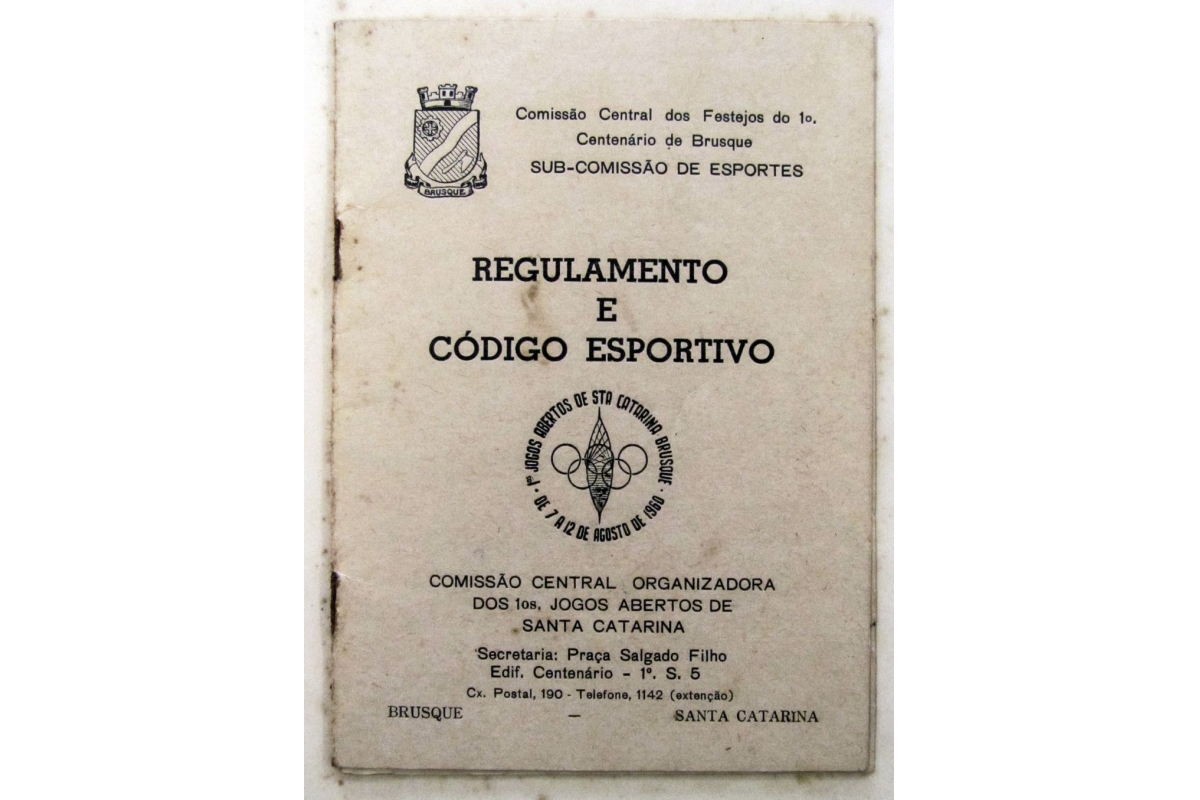 BRUSQUE
Comissão Central dos Festejos do 1o.
Centenário de Brusque
SUB-COMISSÃO DE ESPORTES
REGULAMENTO
E
CÓDIGO ESPORTIVO
1os JOGOS ABERTOS DE STA CATARINA BRUSQUE
DE 7 A 12 DE AGOSTO DE 1960
COMISSÃO CENTRAL ORGANIZADORA
DOS 1os. JOGOS ABERTOS DE
SANTA CATARINA
Secretaria: Praça Salgado Filho
Edif. Centenário - 1º. S. 5
Cx. Postal, 190 - Telefone, 1142 (extenção)
BRUSQUE — SANTA CATARINA